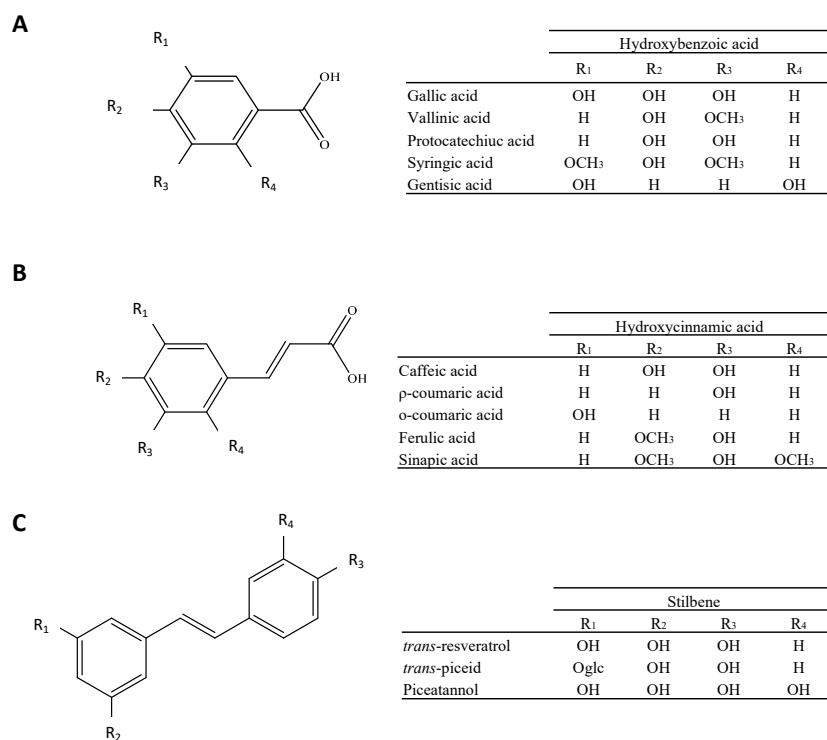 A
R₁
R₂
R₃
R₄
OH
O
Hydroxybenzoic acid
R₁ R₂ R₃ R₄
Gallic acid OH OH OH H
Vallinic acid H OH OCH₃ H
Protocatechiuc acid H OH OH H
Syringic acid OCH₃ OH OCH₃ H
Gentisic acid OH H H OH
B
R₁
R₂
R₃
R₄
O
OH
Hydroxycinnamic acid
R₁ R₂ R₃ R₄
Caffeic acid H OH OH H
ρ-coumaric acid H H OH H
o-coumaric acid OH H H H
Ferulic acid H OCH₃ OH H
Sinapic acid H OCH₃ OH OCH₃
C
R₄
R₃
R₁
R₂
Stilbene
R₁ R₂ R₃ R₄
trans-resveratrol OH OH OH H
trans-piceid Oglc OH OH H
Piceatannol OH OH OH OH